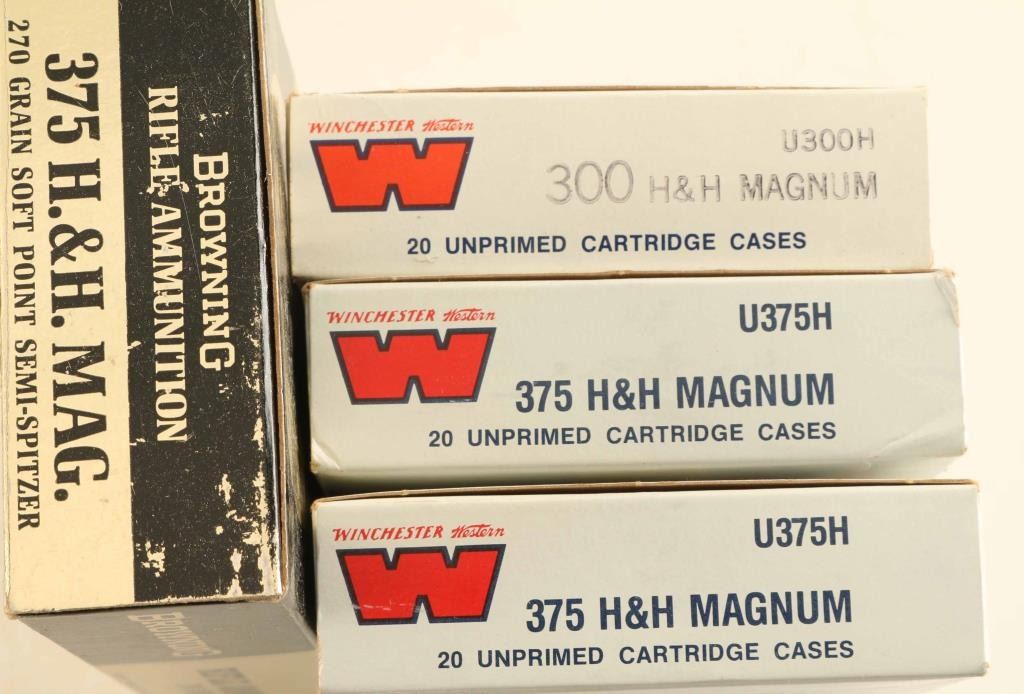 BROWNING
RIFLE AMMUNITION
375 H.&H. MAG.
270 GRAIN SOFT POINT SEMI-SPITZER
BROWNING
WINCHESTER Western
W
U300H
300 H&H MAGNUM
20 UNPRIMED CARTRIDGE CASES
WINCHESTER Western
W
U375H
375 H&H MAGNUM
20 UNPRIMED CARTRIDGE CASES
WINCHESTER Western
W
U375H
375 H&H MAGNUM
20 UNPRIMED CARTRIDGE CASES